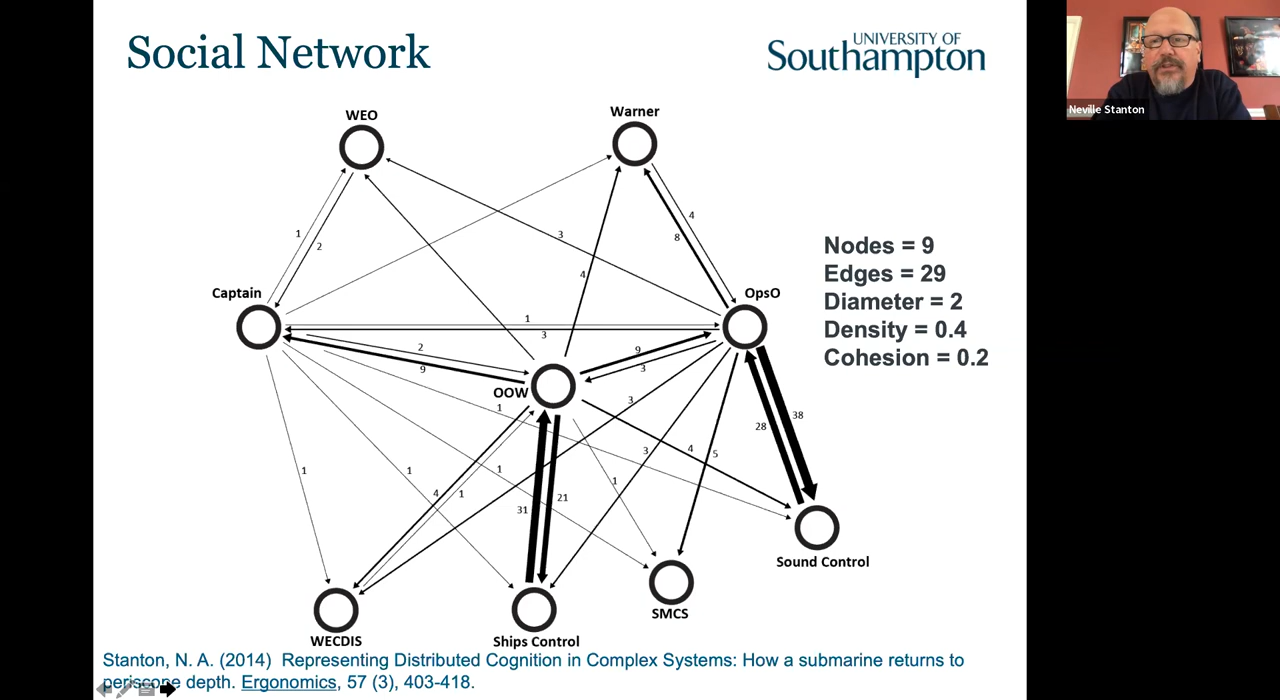 Social Network
UNIVERSITY OF
Southampton
Neville Stanton
WEO
Warner
1
2
3
4
8
4
Captain
OpsO
Nodes = 9
Edges = 29
Diameter = 2
Density = 0.4
Cohesion = 0.2
1
3
2
9
9
3
OOW
1
3
38
28
1
1
4
1
1
3
4
5
1
31
21
Sound Control
SMCS
WECDIS
Ships Control
Stanton, N. A. (2014) Representing Distributed Cognition in Complex Systems: How a submarine returns to
periscope depth. Ergonomics, 57 (3), 403-418.